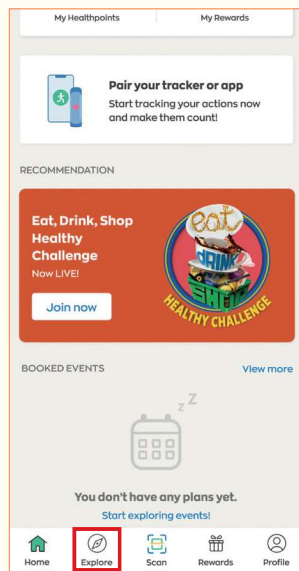 My Healthpoints My Rewards
Pair your tracker or app
Start tracking your actions now
and make them count!
RECOMMENDATION
Eat, Drink, Shop
Healthy
Challenge
Now LIVE!
Join now
eat
DRINK
SHOP
HEALTHY CHALLENGE
BOOKED EVENTS View more
z Z
You don't have any plans yet.
Start exploring events!
Home Explore Scan Rewards Profile